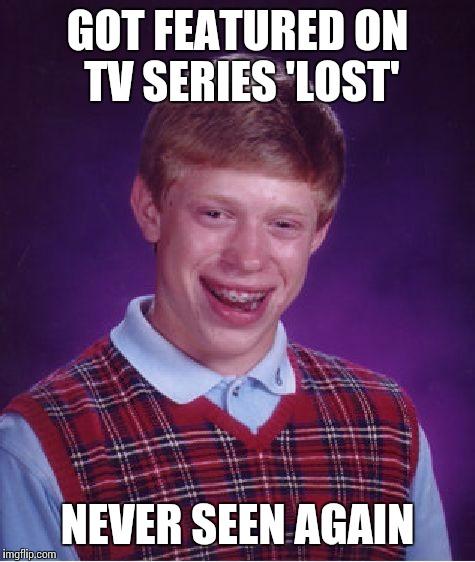 GOT FEATURED ON
TV SERIES 'LOST'
NEVER SEEN AGAIN
imgflip.com